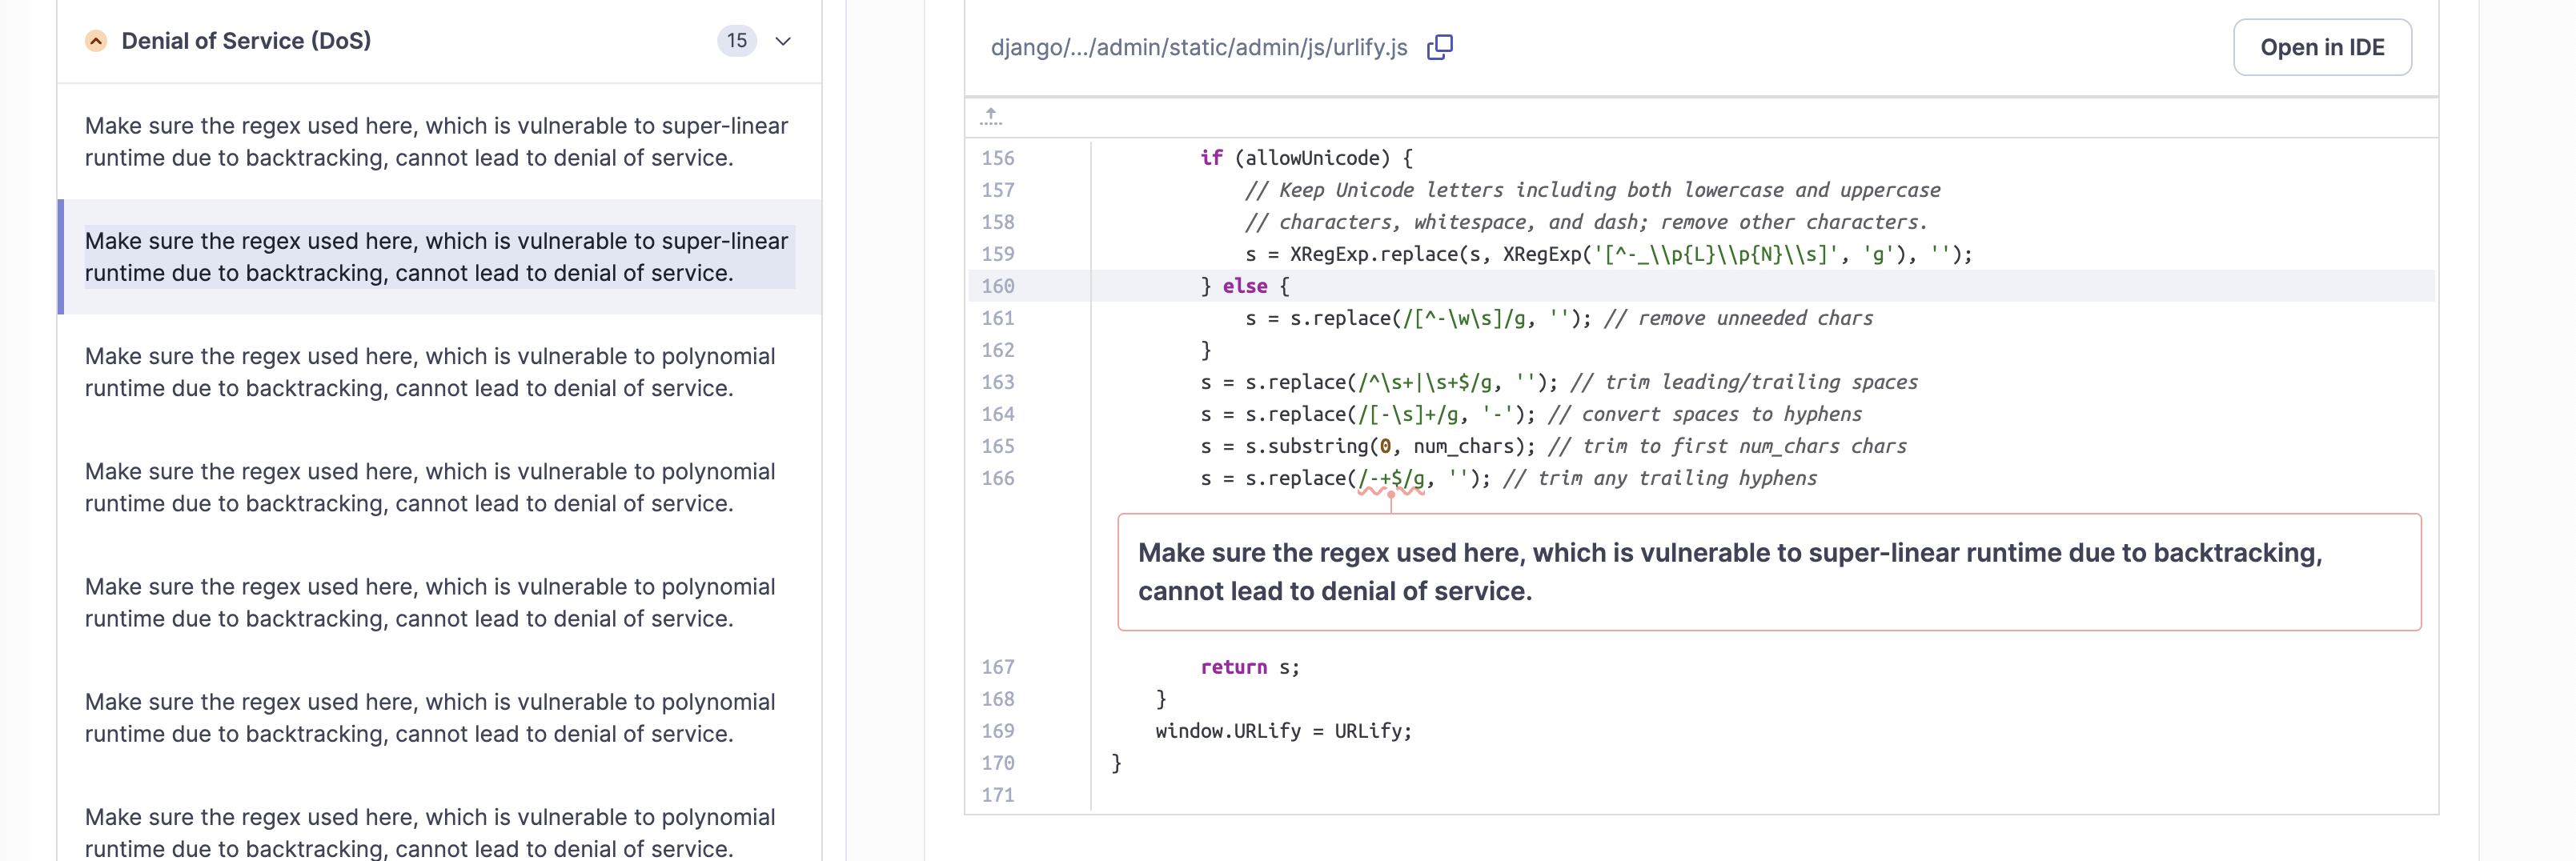 Denial of Service (DoS)
15
Make sure the regex used here, which is vulnerable to super-linear
runtime due to backtracking, cannot lead to denial of service.
Make sure the regex used here, which is vulnerable to super-linear
runtime due to backtracking, cannot lead to denial of service.
Make sure the regex used here, which is vulnerable to polynomial
runtime due to backtracking, cannot lead to denial of service.
Make sure the regex used here, which is vulnerable to polynomial
runtime due to backtracking, cannot lead to denial of service.
Make sure the regex used here, which is vulnerable to polynomial
runtime due to backtracking, cannot lead to denial of service.
Make sure the regex used here, which is vulnerable to polynomial
runtime due to backtracking, cannot lead to denial of service.
Make sure the regex used here, which is vulnerable to polynomial
runtime due to backtracking, cannot lead to denial of service.
django/.../admin/static/admin/js/urlify.js
Open in IDE
156 if (allowUnicode) {
157 // Keep Unicode letters including both lowercase and uppercase
158 // characters, whitespace, and dash; remove other characters.
159 s = XRegExp.replace(s, XRegExp('[^-_\\p{L}\\p{N}\\s]', 'g'), '');
160 } else {
161 s = s.replace(/[^-\w\s]/g, ''); // remove unneeded chars
162 }
163 s = s.replace(/^\s+|\s+$/g, ''); // trim leading/trailing spaces
164 s = s.replace(/[-\s]+/g, '-'); // convert spaces to hyphens
165 s = s.substring(0, num_chars); // trim to first num_chars chars
166 s = s.replace(/-+$/g, ''); // trim any trailing hyphens
Make sure the regex used here, which is vulnerable to super-linear runtime due to backtracking,
cannot lead to denial of service.
167 return s;
168 }
169 window.URLify = URLify;
170 }
171